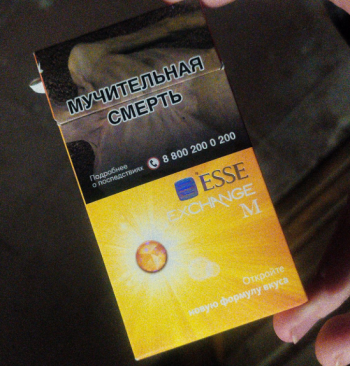 МУЧИТЕЛЬНАЯ
СМЕРТЬ
Подробнее
о последствиях
8 800 200 0 200
ESSE
EXCHANGE
M
Откройте
новую формулу вкуса